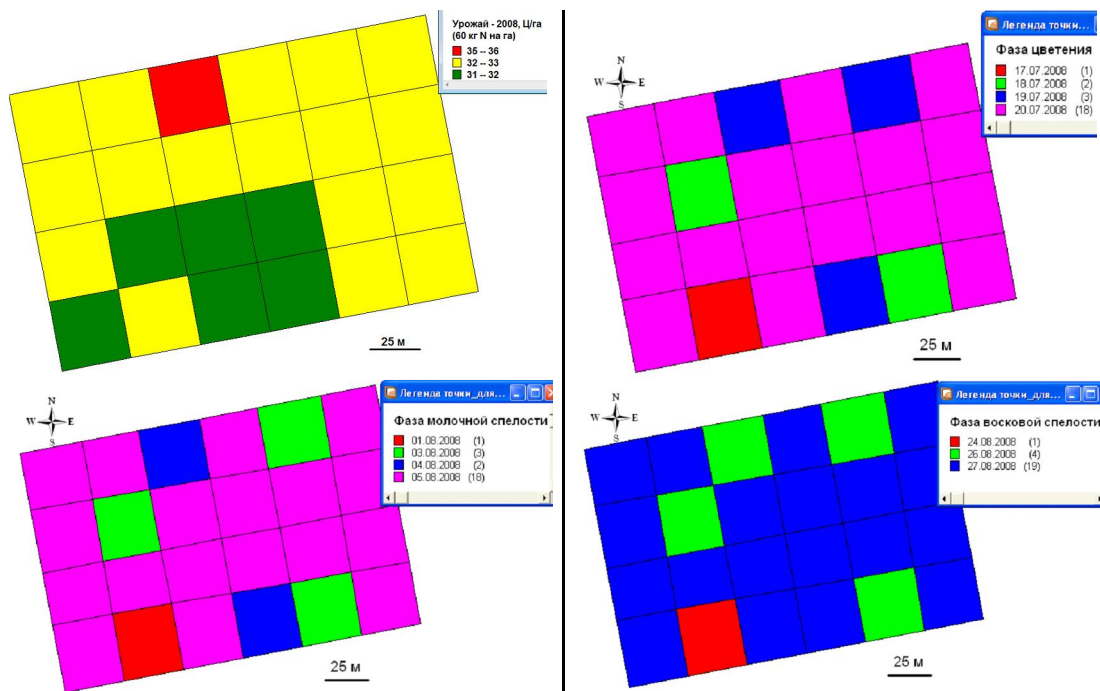 Урожай - 2008, Ц/га
(60 кг N на га)
35 -- 36
32 -- 33
31 -- 32
25 м
Легенда точки...
Фаза цветения
17.07.2008 (1)
18.07.2008 (2)
19.07.2008 (3)
20.07.2008 (18)
N
W E
S
25 м
Легенда точки_для...
Фаза молочной спелости
01.08.2008 (1)
03.08.2008 (3)
04.08.2008 (2)
05.08.2008 (18)
N
W E
S
25 м
Легенда точки_для...
Фаза восковой спелости
24.08.2008 (1)
26.08.2008 (4)
27.08.2008 (19)
N
W E
S
25 м